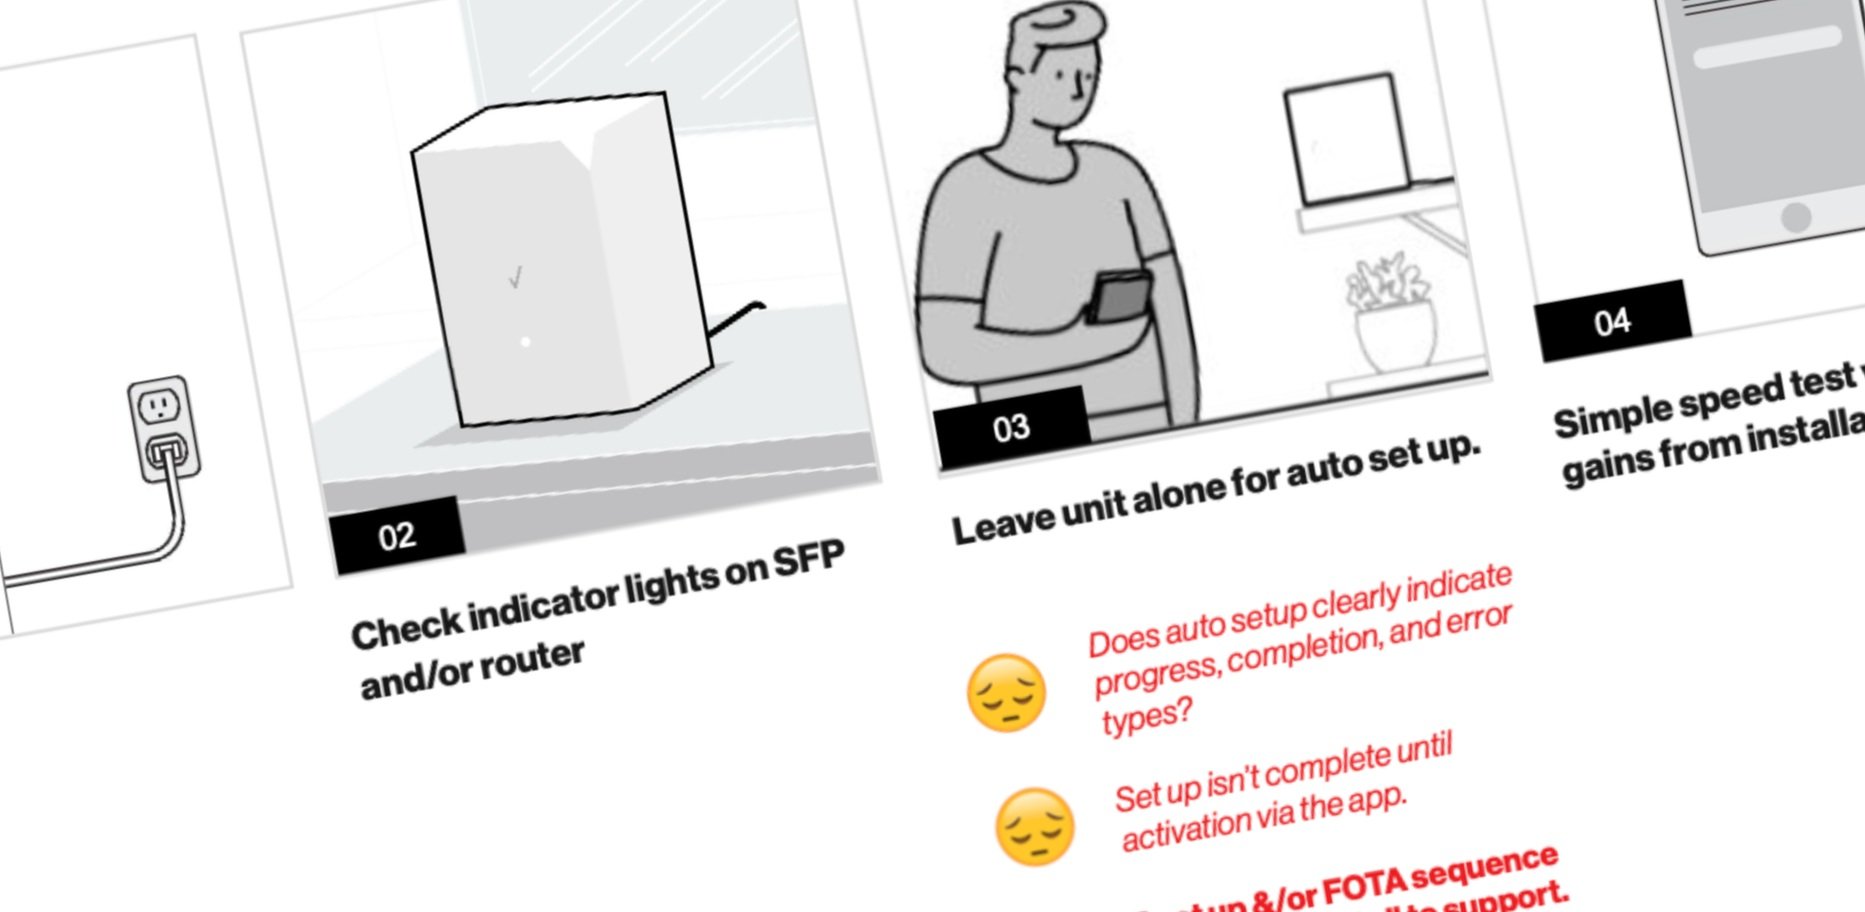 02
Check indicator lights on SFP
and/or router
03
Leave unit alone for auto set up.
Does auto setup clearly indicate
progress, completion, and error
types?
Set up isn't complete until
activation via the app.
&/or FOTA sequence
to support.
04
Simple speed test
gains from